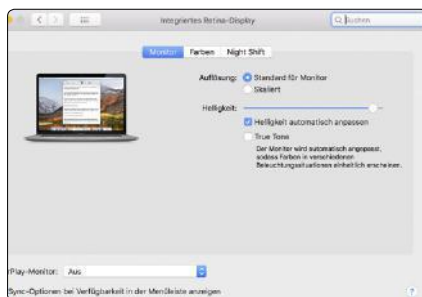 Integriertes Retina-Display
Suchen
Monitor Farben Night Shift
Auflösung: Standard für Monitor
Skaliert
Helligkeit:
Helligkeit automatisch anpassen
True Tone
Der Monitor wird automatisch angepasst,
sodass Farben in verschiedenen
Beleuchtungssituationen einheitlich erscheinen.
rPlay-Monitor: Aus
Sync-Optionen bei Verfügbarkeit in der Menüleiste anzeigen
?